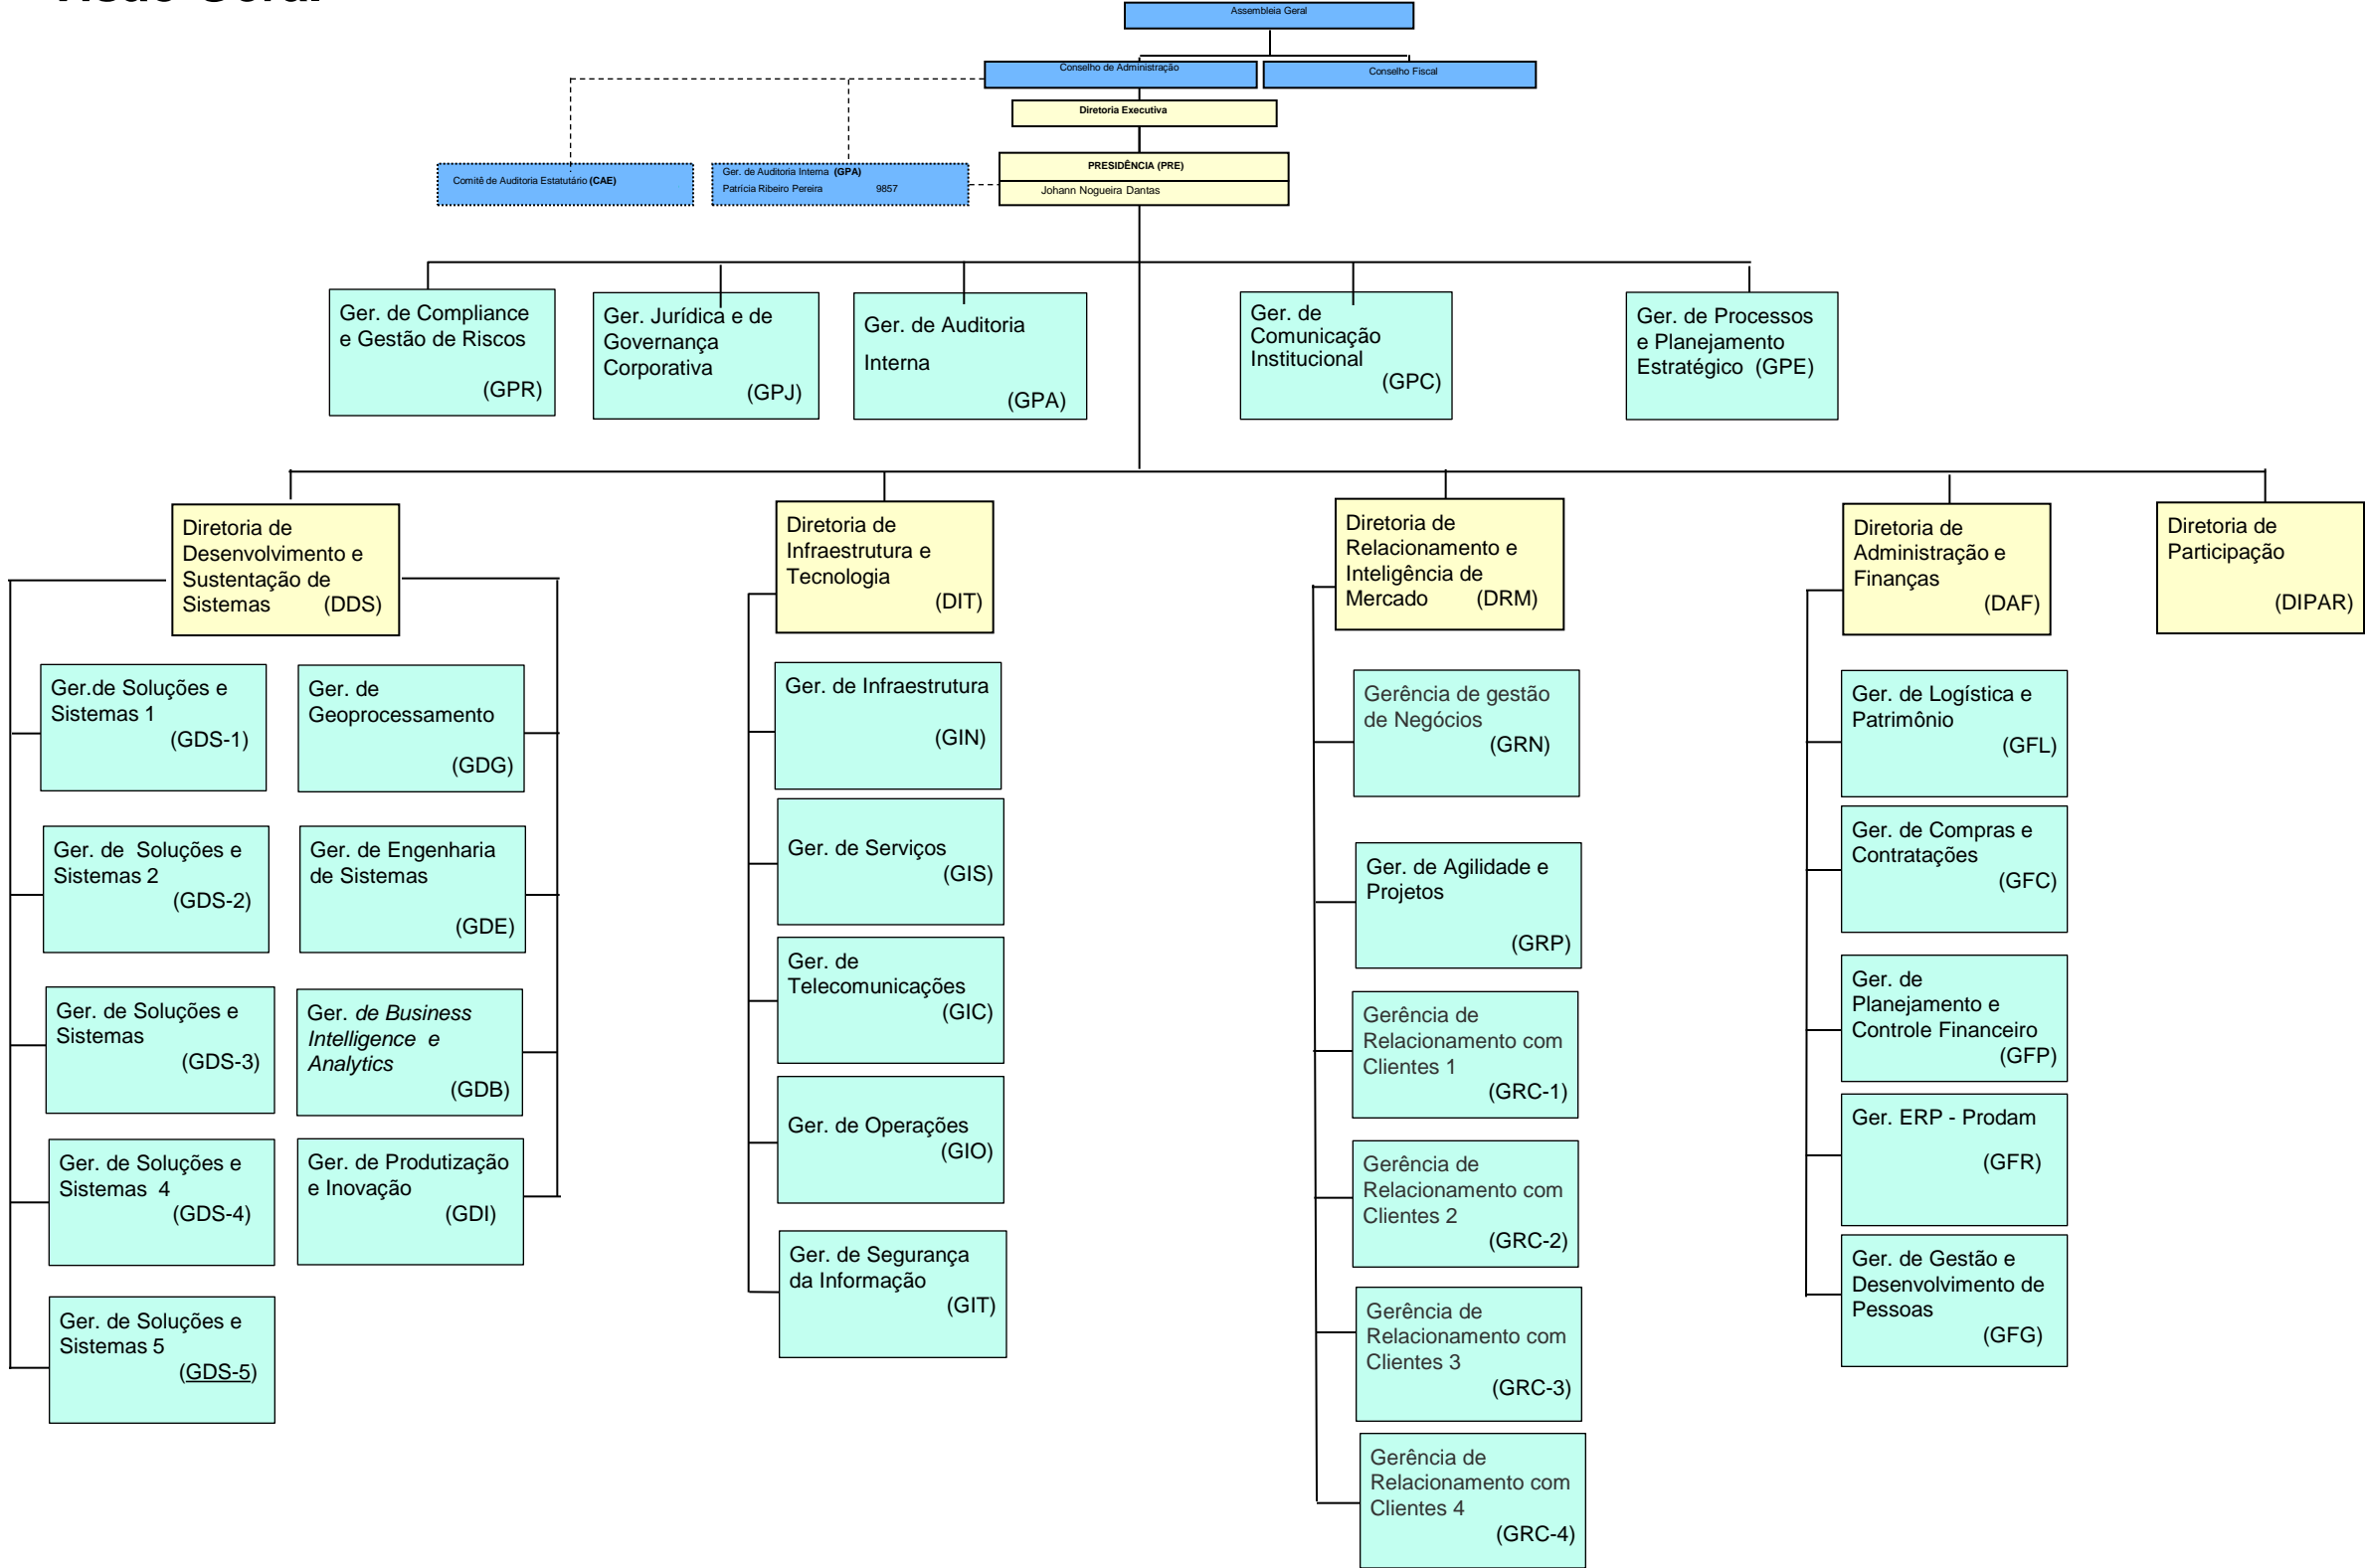 Assembleia Geral
Conselho de Administração
Conselho Fiscal
Diretoria Executiva
PRESIDÊNCIA (PRE)
Johann Nogueira Dantas
Comitê de Auditoria Estatutário (CAE)
Ger. de Auditoria Interna (GPA)
Patrícia Ribeiro Pereira 9857
Ger. de Compliance
e Gestão de Riscos
(GPR)
Ger. Jurídica e de
Governança
Corporativa
(GPJ)
Ger. de Auditoria
Interna
(GPA)
Ger. de
Comunicação
Institucional
(GPC)
Ger. de Processos
e Planejamento
Estratégico (GPE)
Diretoria de
Desenvolvimento e
Sustentação de
Sistemas (DDS)
Diretoria de
Infraestrutura e
Tecnologia
(DIT)
Diretoria de
Relacionamento e
Inteligência de
Mercado (DRM)
Diretoria de
Administração e
Finanças
(DAF)
Diretoria de
Participação
(DIPAR)
Ger.de Soluções e
Sistemas 1
(GDS-1)
Ger. de Soluções e
Sistemas 2
(GDS-2)
Ger. de Soluções e
Sistemas
(GDS-3)
Ger. de Soluções e
Sistemas 4
(GDS-4)
Ger. de Soluções e
Sistemas 5
(GDS-5)
Ger. de
Geoprocessamento
(GDG)
Ger. de Engenharia
de Sistemas
(GDE)
Ger. de Business
Intelligence e
Analytics
(GDB)
Ger. de Produtização
e Inovação
(GDI)
Ger. de Infraestrutura
(GIN)
Ger. de Serviços
(GIS)
Ger. de
Telecomunicações
(GIC)
Ger. de Operações
(GIO)
Ger. de Segurança
da Informação
(GIT)
Gerência de gestão
de Negócios
(GRN)
Ger. de Agilidade e
Projetos
(GRP)
Gerência de
Relacionamento com
Clientes 1
(GRC-1)
Gerência de
Relacionamento com
Clientes 2
(GRC-2)
Gerência de
Relacionamento com
Clientes 3
(GRC-3)
Gerência de
Relacionamento com
Clientes 4
(GRC-4)
Ger. de Logística e
Patrimônio
(GFL)
Ger. de Compras e
Contratações
(GFC)
Ger. de
Planejamento e
Controle Financeiro
(GFP)
Ger. ERP - Prodam
(GFR)
Ger. de Gestão e
Desenvolvimento de
Pessoas
(GFG)